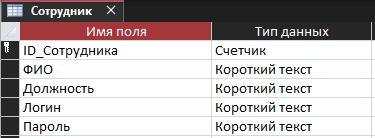 Сотрудник
Имя поля Тип данных
ID_Сотрудника Счетчик
ФИО Короткий текст
Должность Короткий текст
Логин Короткий текст
Пароль Короткий текст